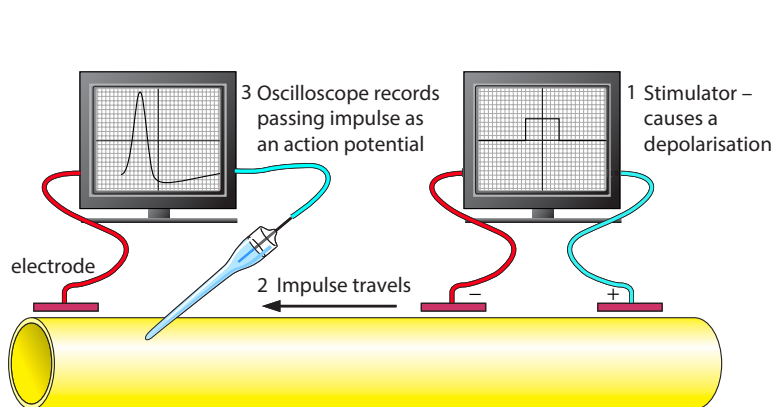 3 Oscilloscope records
passing impulse as
an action potential
1 Stimulator –
causes a
depolarisation
electrode
2 Impulse travels
–
+